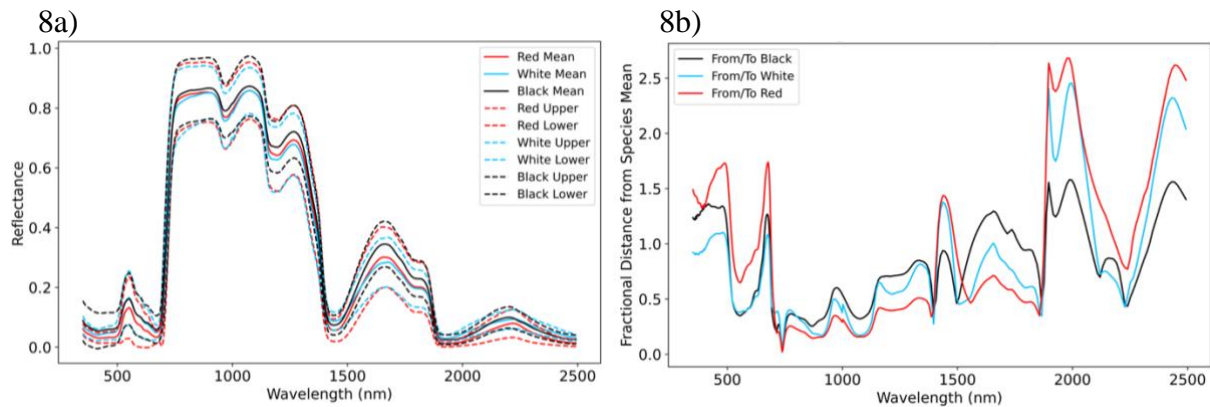 8a)
8b)
Reflectance
1.0
0.8
0.6
0.4
0.2
0.0
500
1000
1500
2000
2500
Wavelength (nm)
Red Mean
White Mean
Black Mean
Red Upper
Red Lower
White Upper
White Lower
Black Upper
Black Lower
Fractional Distance from Species Mean
2.5
2.0
1.5
1.0
0.5
0.0
500
1000
1500
2000
2500
Wavelength (nm)
From/To Black
From/To White
From/To Red